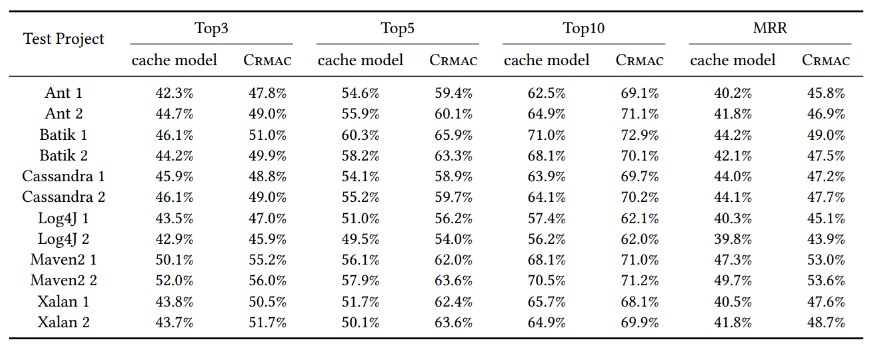 Test Project Top3 Top5 Top10 MRR
cache model CRMAC cache model CRMAC cache model CRMAC cache model CRMAC
Ant 1 42.3% 47.8% 54.6% 59.4% 62.5% 69.1% 40.2% 45.8%
Ant 2 44.7% 49.0% 55.9% 60.1% 64.9% 71.1% 41.8% 46.9%
Batik 1 46.1% 51.0% 60.3% 65.9% 71.0% 72.9% 44.2% 49.0%
Batik 2 44.2% 49.9% 58.2% 63.3% 68.1% 70.1% 42.1% 47.5%
Cassandra 1 45.9% 48.8% 54.1% 58.9% 63.9% 69.7% 44.0% 47.2%
Cassandra 2 46.1% 49.0% 55.2% 59.7% 64.1% 70.2% 44.1% 47.7%
Log4J 1 43.5% 47.0% 51.0% 56.2% 57.4% 62.1% 40.3% 45.1%
Log4J 2 42.9% 45.9% 49.5% 54.0% 56.2% 62.0% 39.8% 43.9%
Maven2 1 50.1% 55.2% 56.1% 62.0% 68.1% 71.0% 47.3% 53.0%
Maven2 2 52.0% 56.0% 57.9% 63.6% 70.5% 71.2% 49.7% 53.6%
Xalan 1 43.8% 50.5% 51.7% 62.4% 65.7% 68.1% 40.5% 47.6%
Xalan 2 43.7% 51.7% 50.1% 63.6% 64.9% 69.9% 41.8% 48.7%